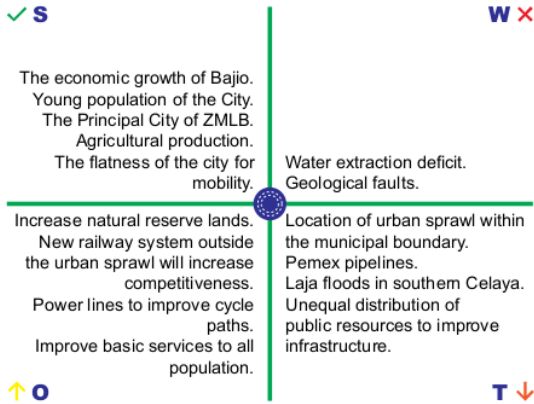 S
W
The economic growth of Bajio.
Young population of the City.
The Principal City of ZMLB.
Agricultural production.
The flatness of the city for
mobility.
Water extraction deficit.
Geological faults.
Increase natural reserve lands.
New railway system outside
the urban sprawl will increase
competitiveness.
Power lines to improve cycle
paths.
Improve basic services to all
population.
Location of urban sprawl within
the municipal boundary.
Pemex pipelines.
Laja floods in southern Celaya.
Unequal distribution of
public resources to improve
infrastructure.
O
T